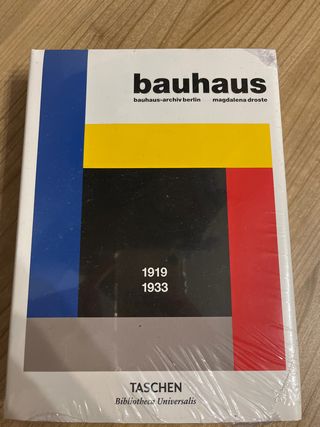 bauhaus
bauhaus-archiv berlin magdalena droste
1919
1933
TASCHEN
Bibliotheca Universalis